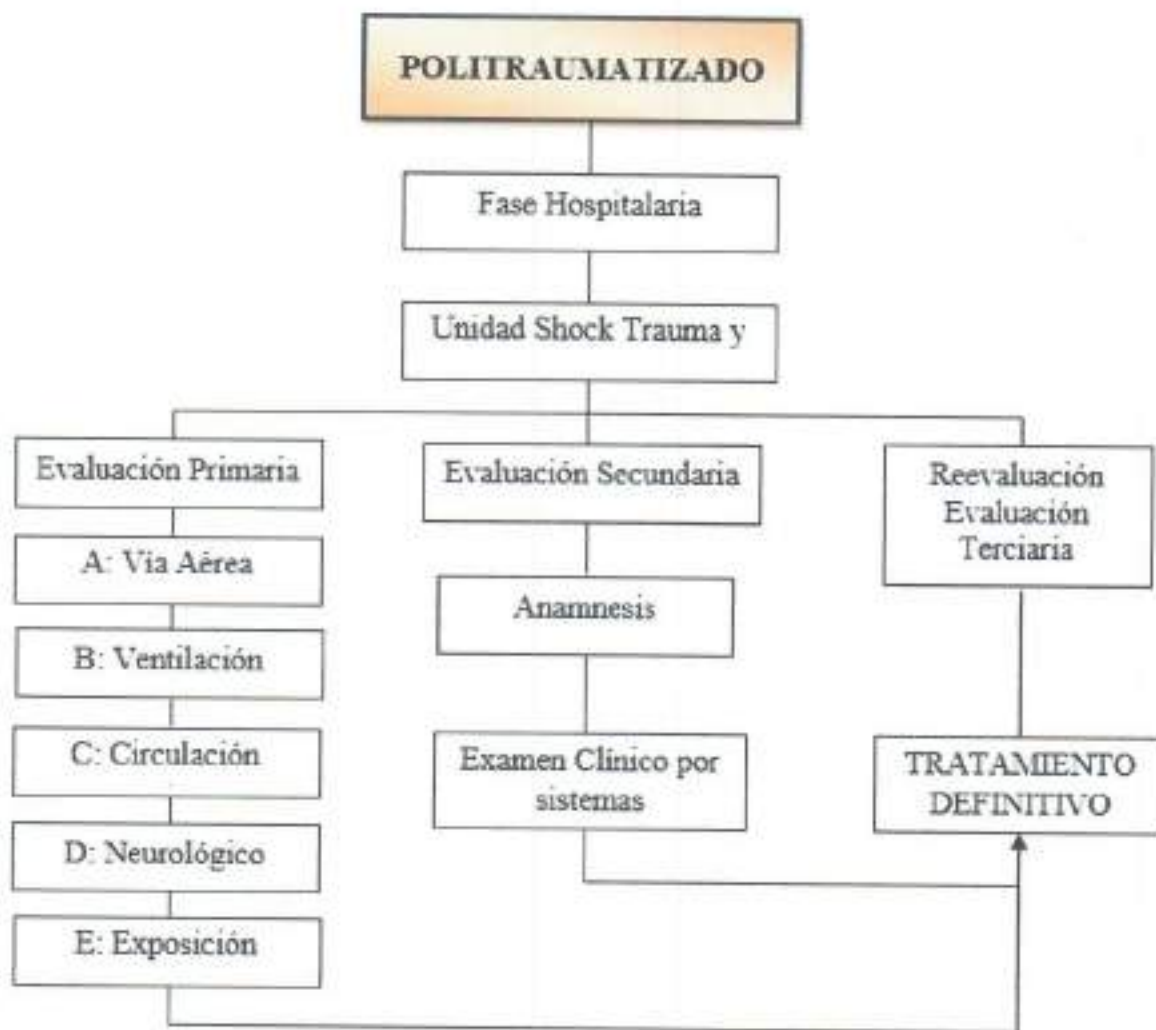 POLITRAUMATIZADO
Fase Hospitalaria
Unidad Shock Trauma y
Evaluación Primaria
A: Via Aérea
B: Ventilación
C: Circulación
D: Neurológico
E: Exposición
Evaluación Secundaria
Anamnesis
Examen Clínico por
sistemas
Reevaluación
Evaluación
Terciaria
TRATAMIENTO
DEFINITIVO